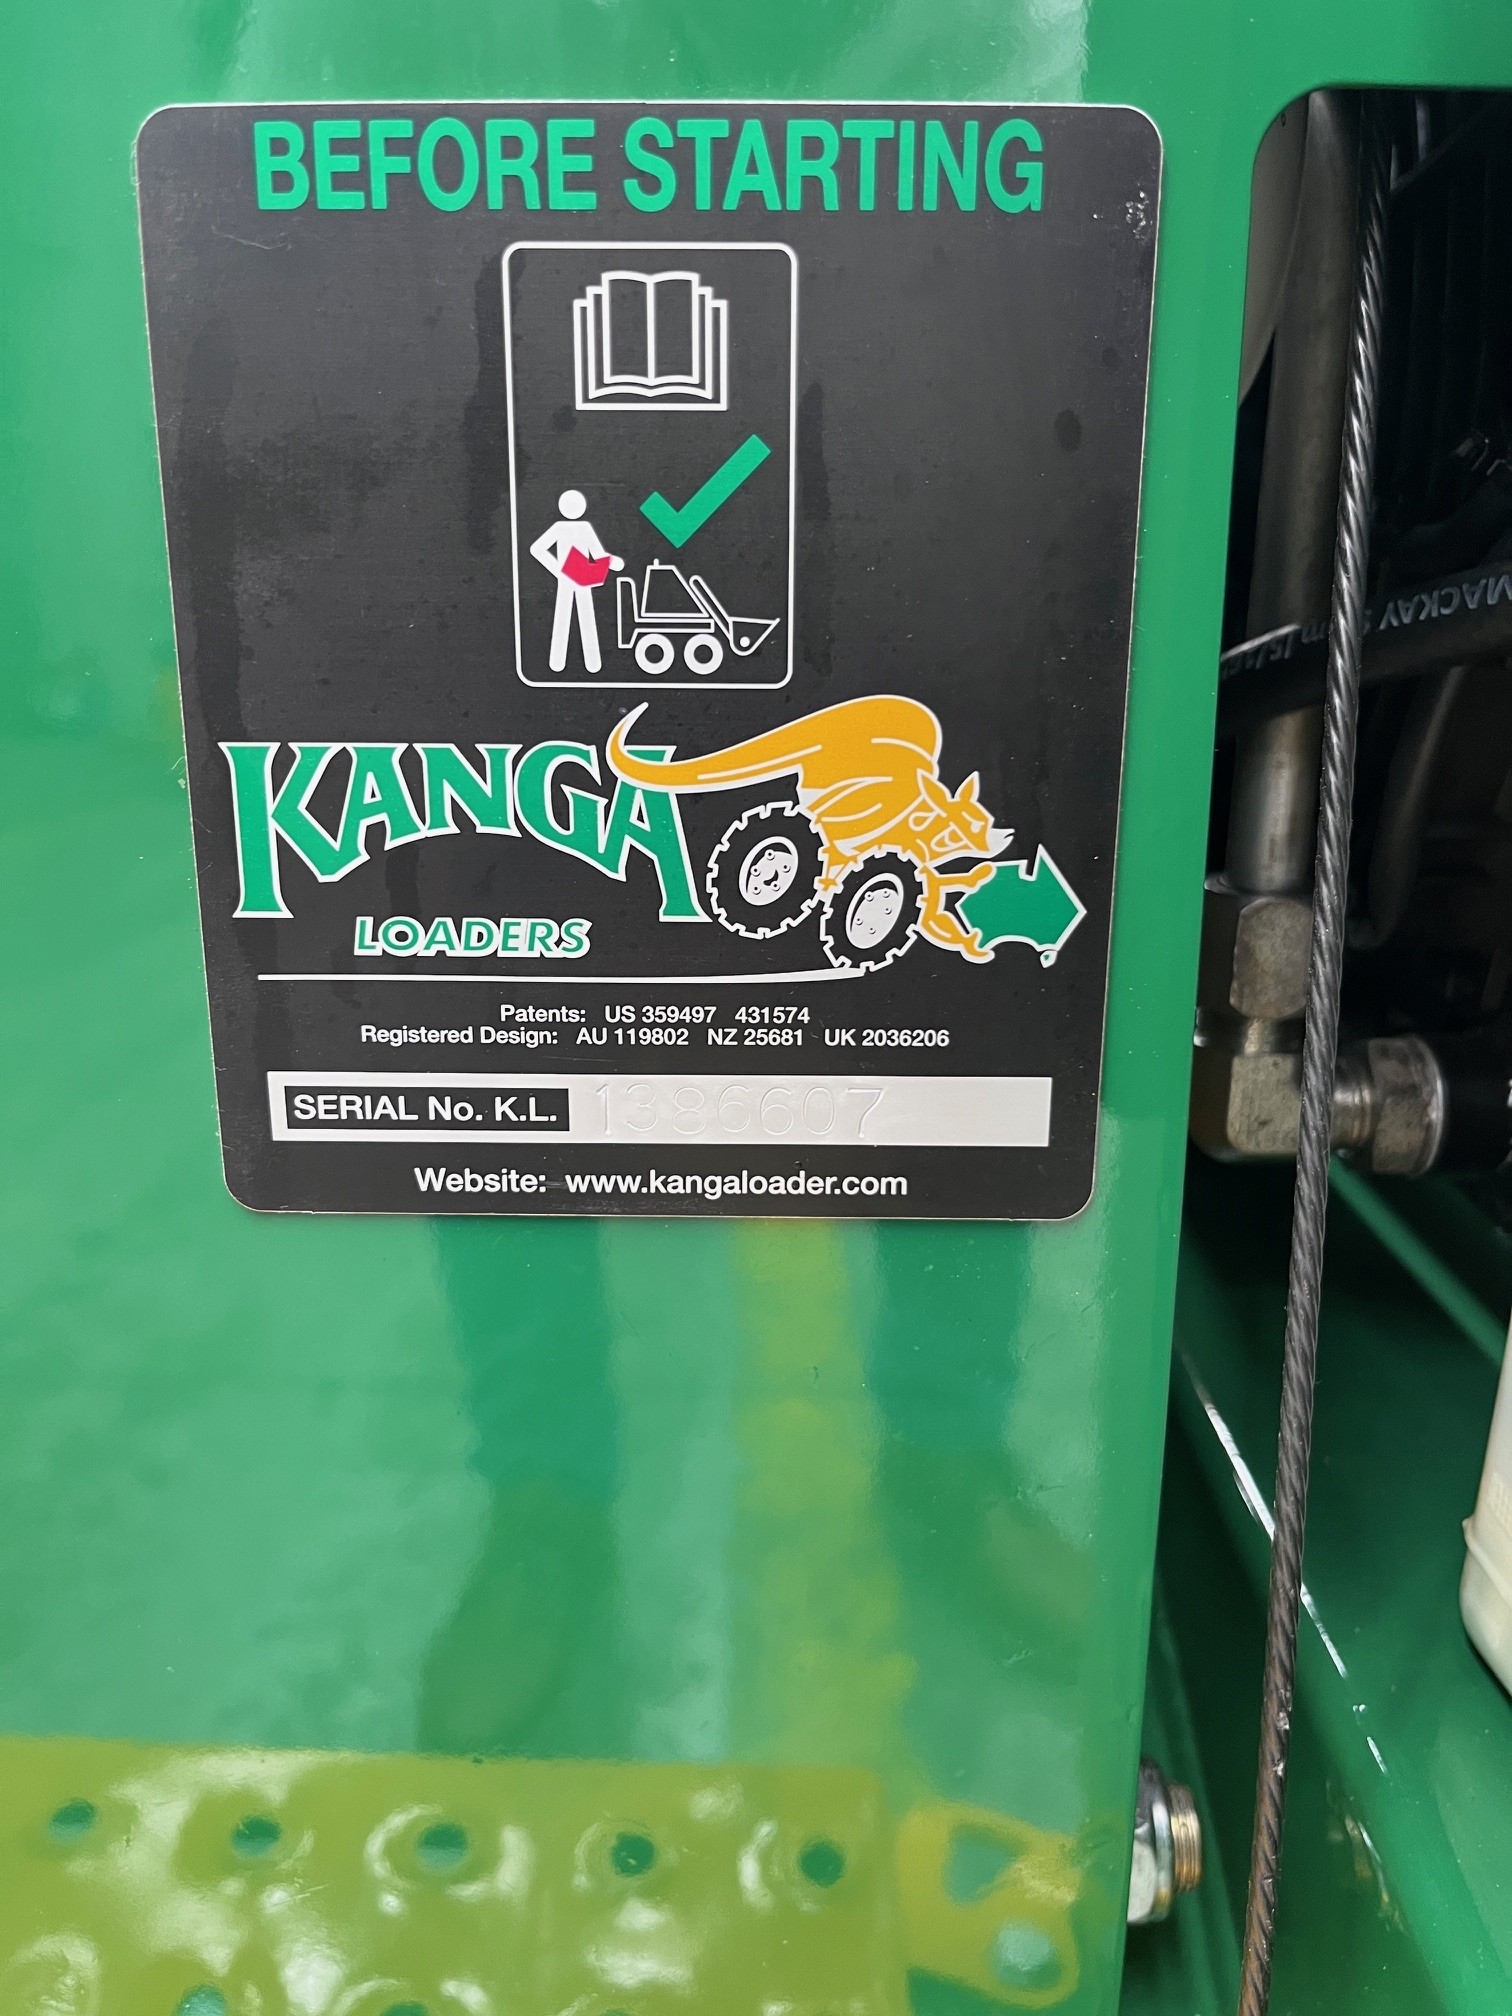 BEFORE STARTING
KANGA
LOADERS
Patents: US 359497 431574
Registered Design: AU 119802 NZ 25681 UK 2036206
SERIAL No. K.L. 1386607
Website: www.kangaloader.com
MACKAY